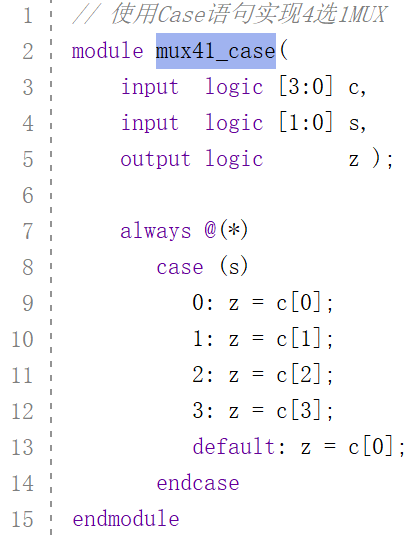 1 // 使用Case语句实现4选1MUX
2 module mux41_case(
3 input logic [3:0] c,
4 input logic [1:0] s,
5 output logic z );
6
7 always @(*)
8 case (s)
9 0: z = c[0];
10 1: z = c[1];
11 2: z = c[2];
12 3: z = c[3];
13 default: z = c[0];
14 endcase
15 endmodule